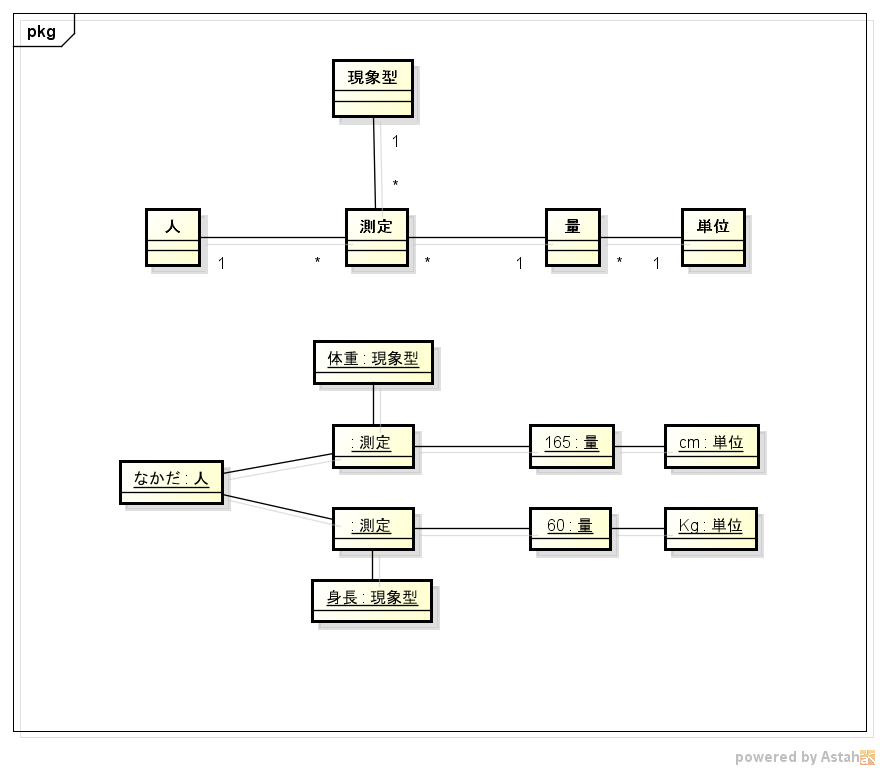 pkg
現象型
1
*
人
測定
量
単位
1
*
*
1
*
1
体重 : 現象型
: 測定
165 : 量
cm : 単位
なかだ : 人
: 測定
60 : 量
Kg : 単位
身長 : 現象型
powered by Astah